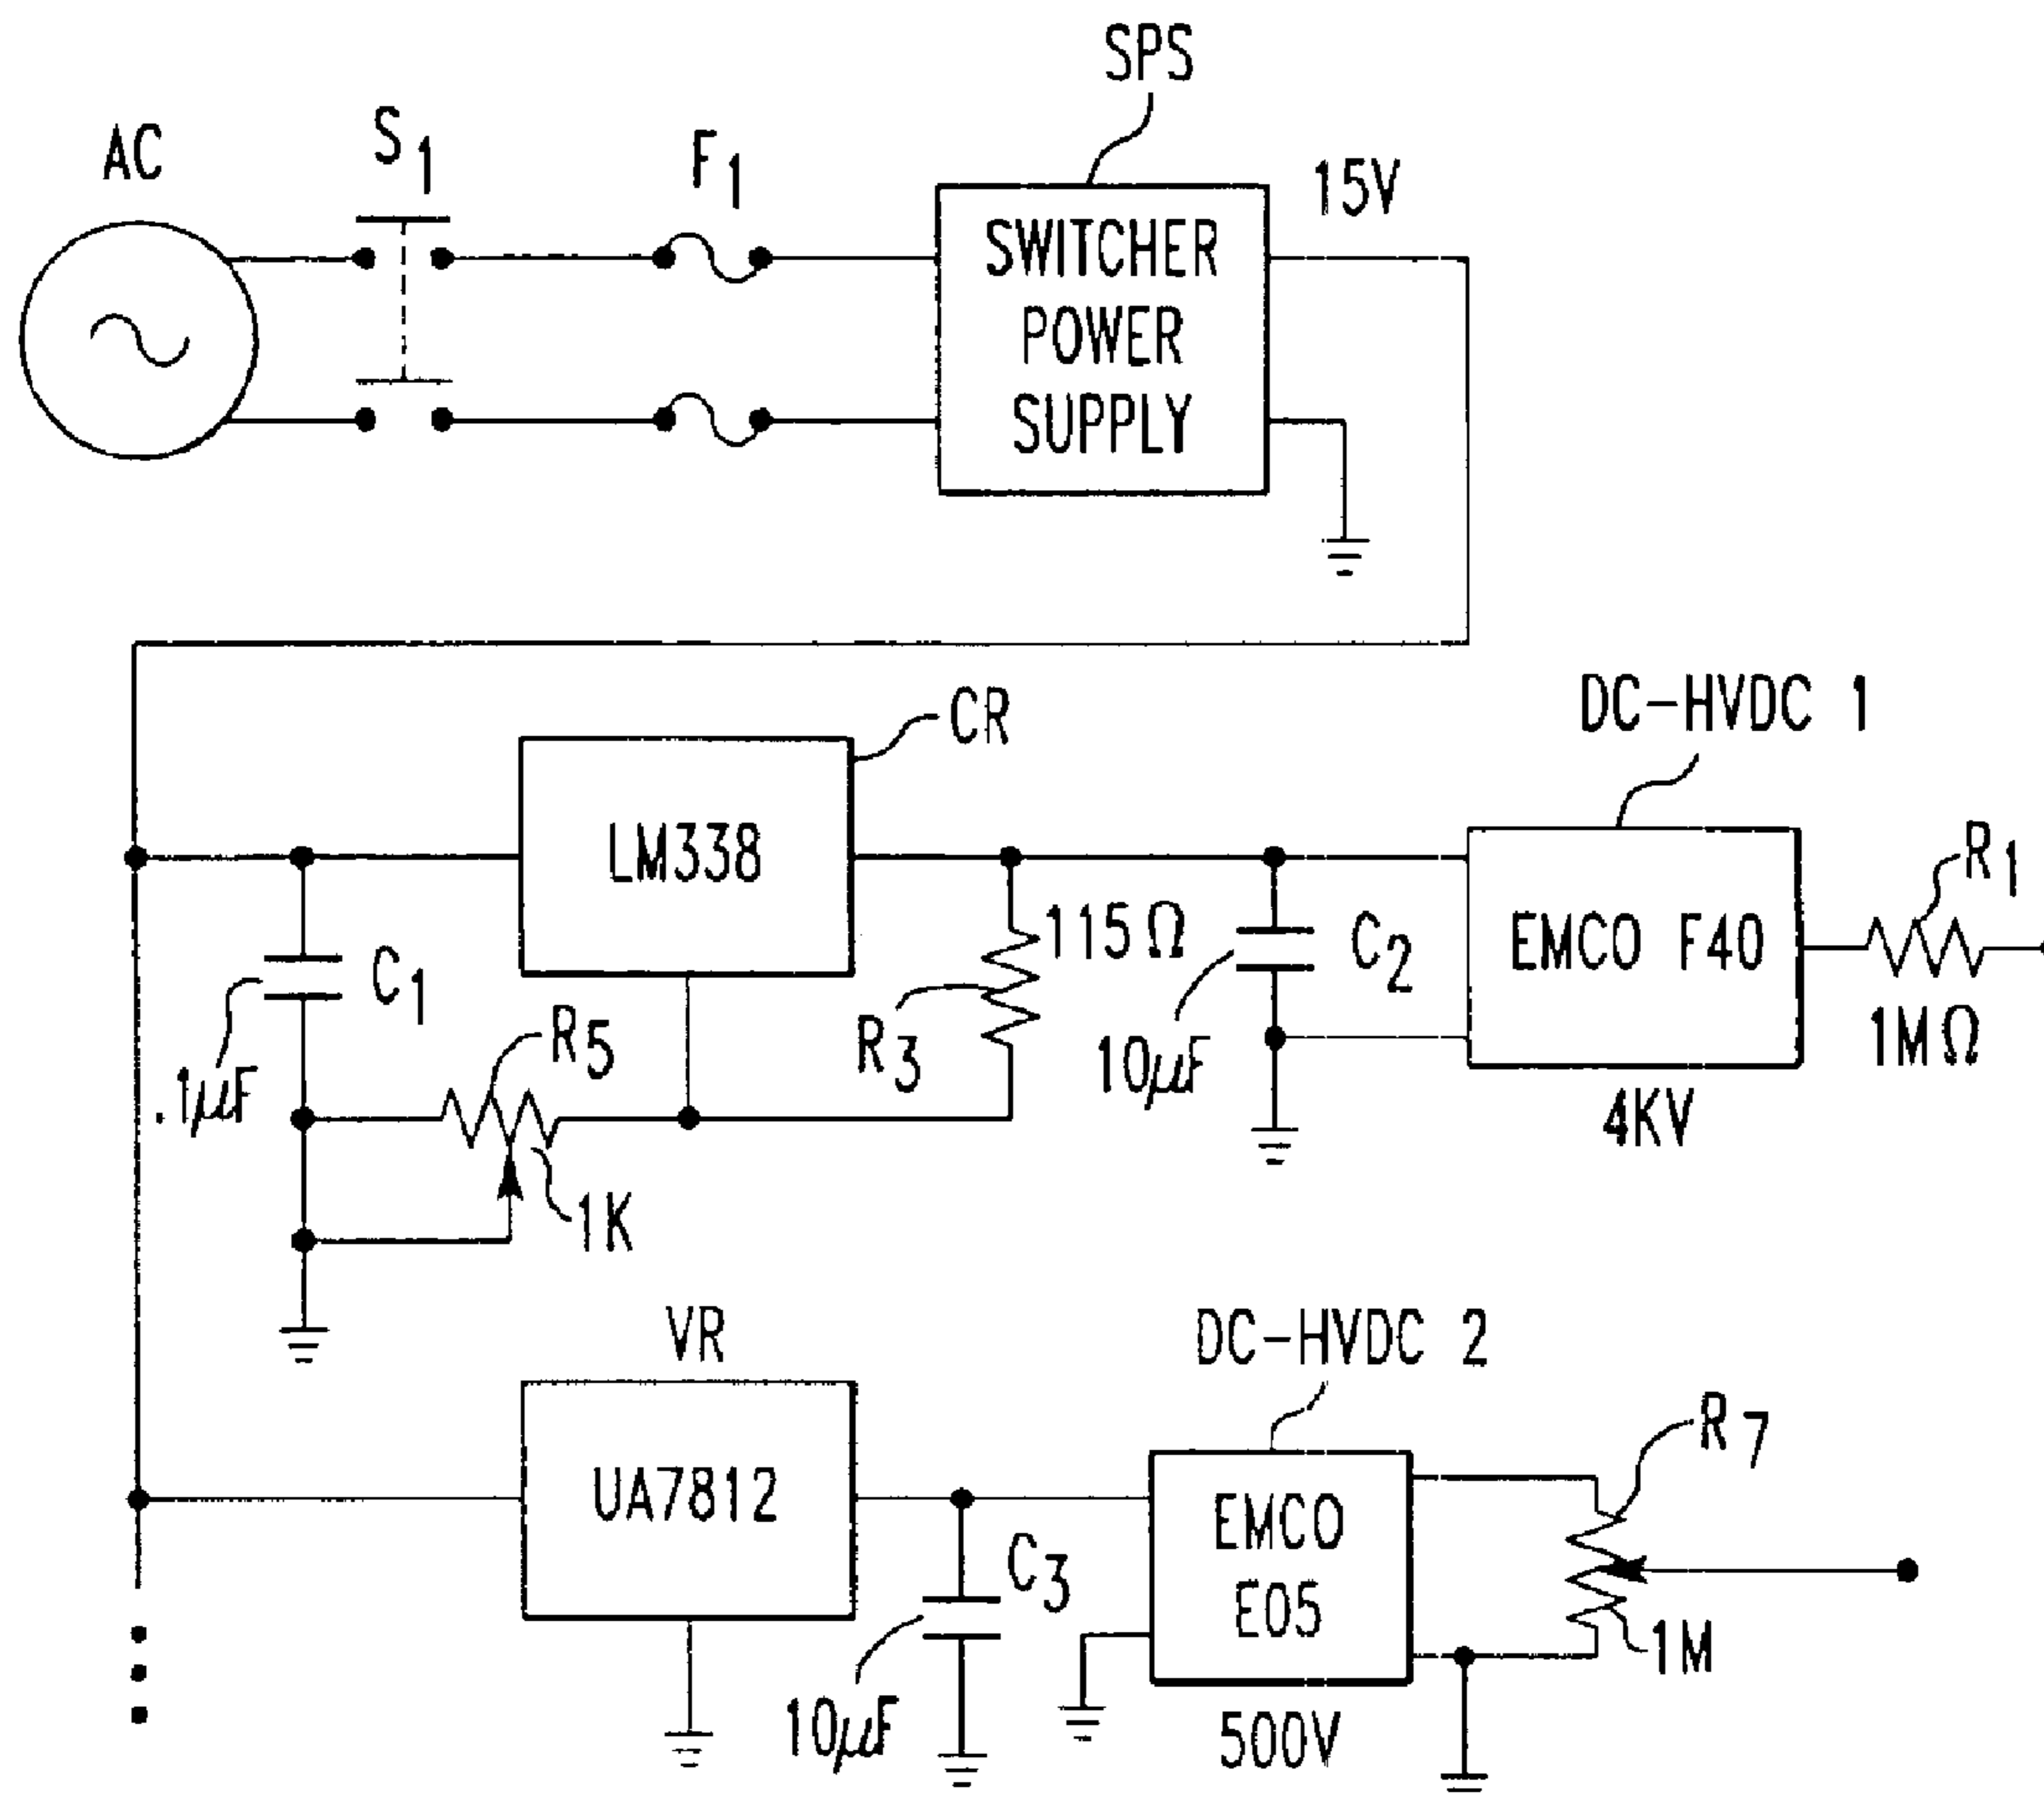 SPS
AC
S1
F1
15V
SWITCHER
POWER
SUPPLY
DC-HVDC 1
CR
LM338
R1
115Ω
C2
EMCO F40
C1
R5
R3
10µF
1MΩ
.1µF
4KV
1K
VR
DC-HVDC 2
R7
UA7812
EMCO
E05
C3
1M
10µF
500V